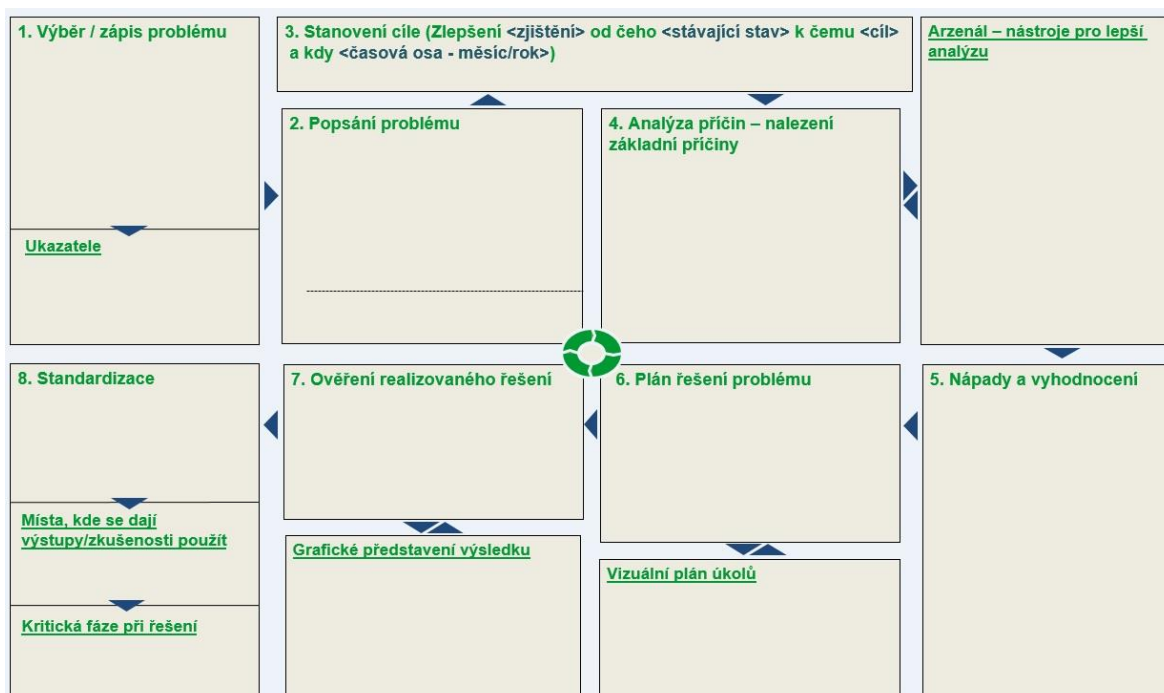 1. Výběr / zápis problému
Ukazatele
3. Stanovení cíle (Zlepšení <zjištění> od čeho <stávající stav> k čemu <cíl>
a kdy <časová osa - měsíc/rok>)
2. Popsání problému
4. Analýza příčin – nalezení
základní příčiny
Arzenál – nástroje pro lepší
analýzu
8. Standardizace
Místa, kde se dají
výstupy/zkušenosti použít
Kritická fáze při řešení
7. Ověření realizovaného řešení
Grafické představení výsledku
6. Plán řešení problému
Vizuální plán úkolů
5. Nápady a vyhodnocení